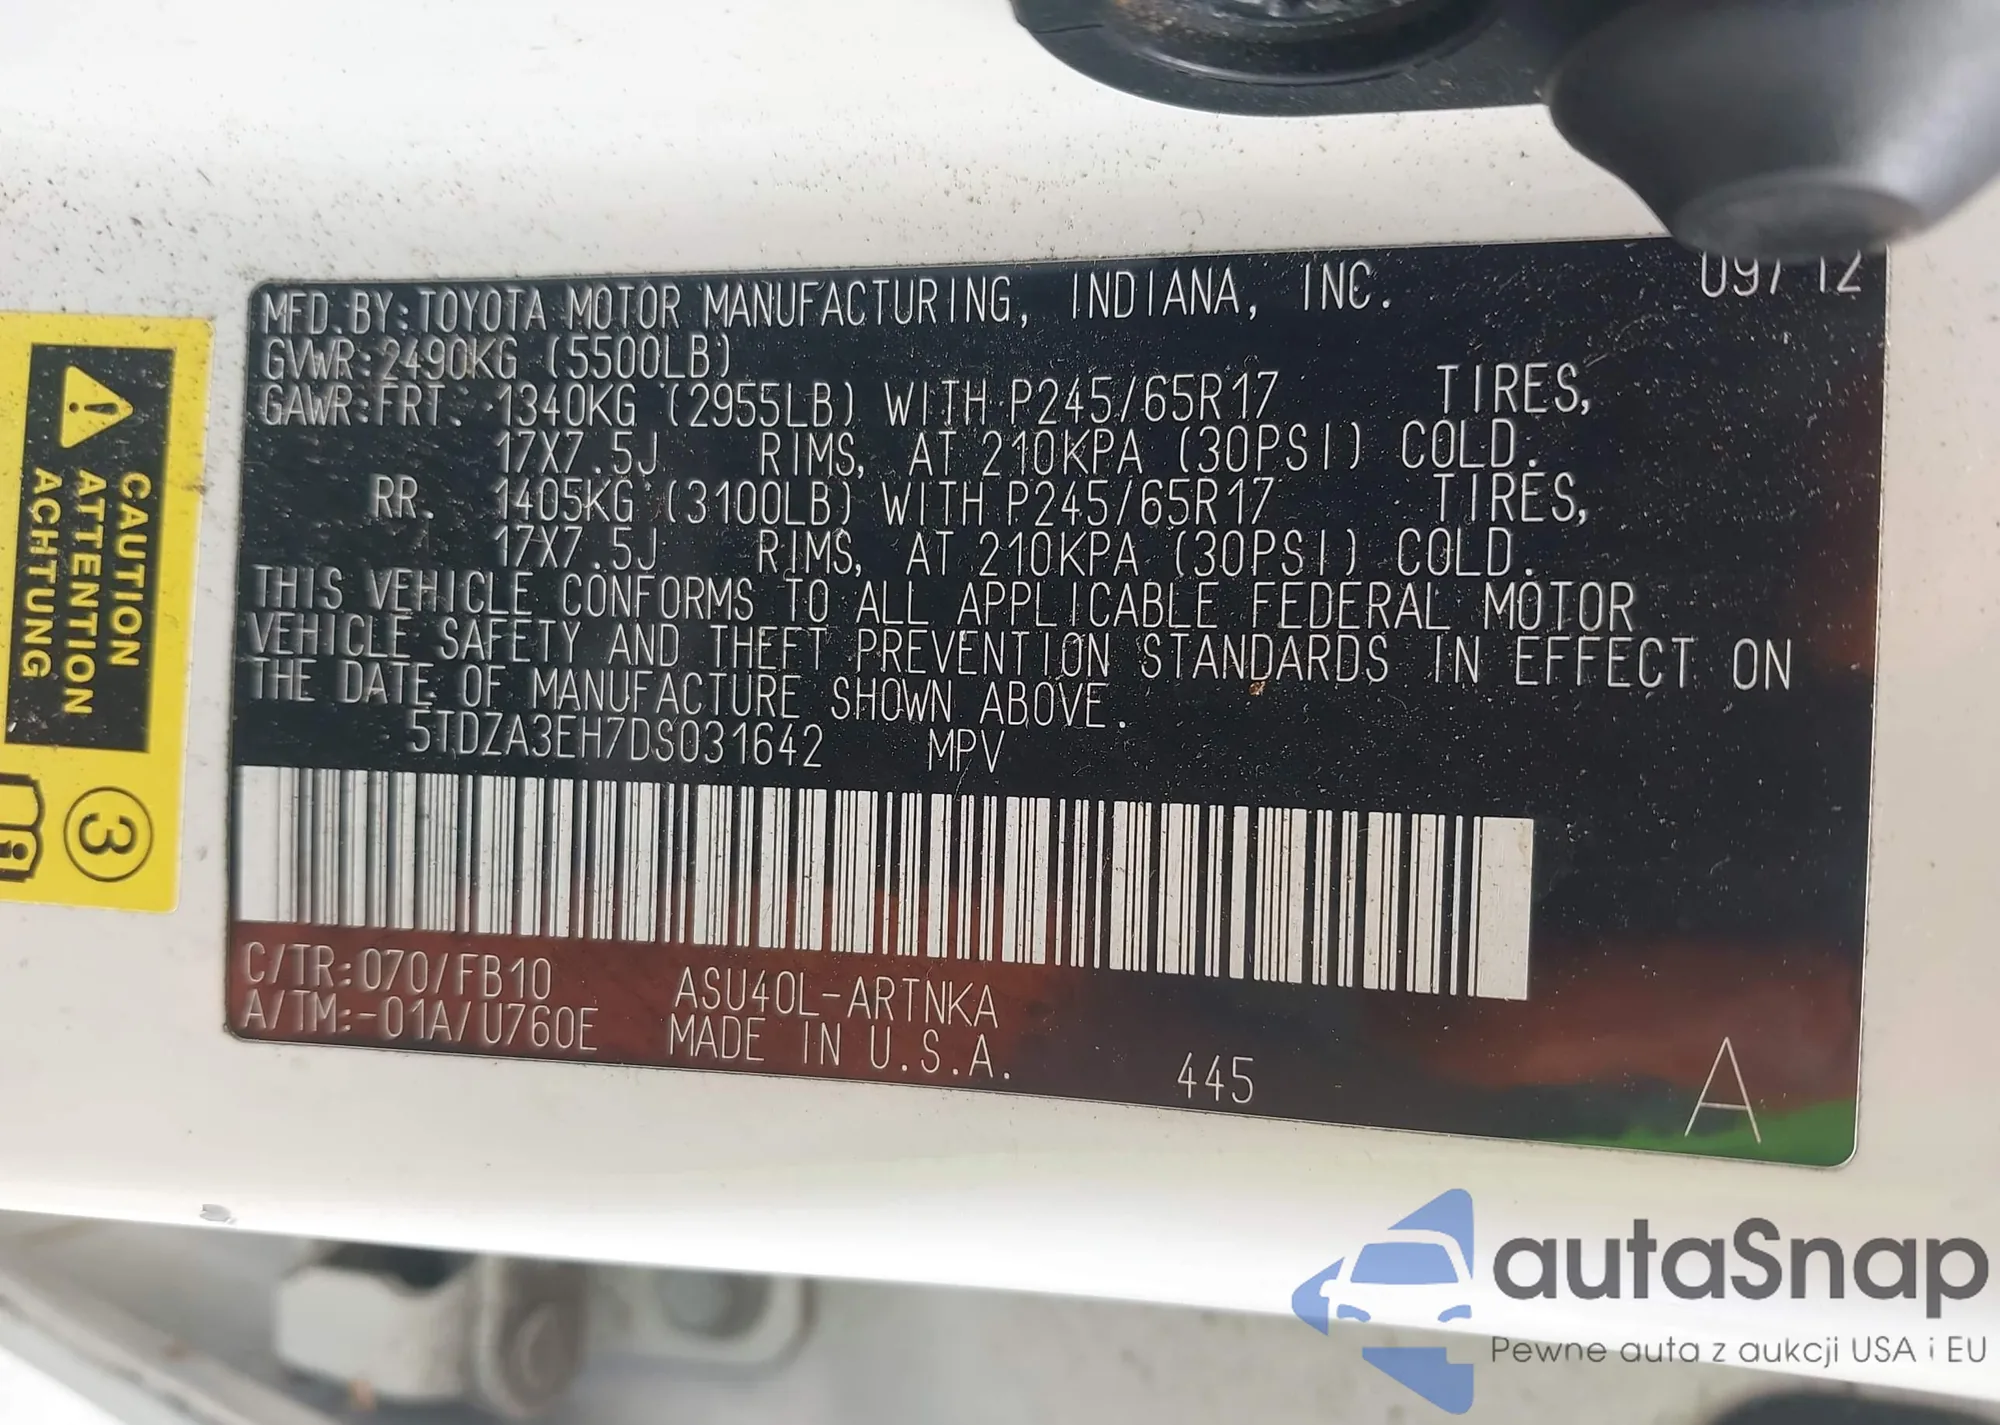 MFD. BY: TOYOTA MOTOR MANUFACTURING, INDIANA, INC. 09/12
GVWR: 2490KG (5500LB)
GAWR: FRT. 1340KG (2955LB) WITH P245/65R17 TIRES,
17X7.5J RIMS, AT 210KPA (30PSI) COLD.
RR. 1405KG (3100LB) WITH P245/65R17 TIRES,
17X7.5J RIMS, AT 210KPA (30PSI) COLD.
THIS VEHICLE CONFORMS TO ALL APPLICABLE FEDERAL MOTOR
VEHICLE SAFETY AND THEFT PREVENTION STANDARDS IN EFFECT ON
THE DATE OF MANUFACTURE SHOWN ABOVE.
5TDZA3EH7DS031642 MPV
C/TR: 070/FB10 ASU40L-ARTNKA
A/TM: -01A/U760E MADE IN U.S.A. 445 A
CAUTION
ATTENTION
ACHTUNG
3
autaSnap
Pewne auta z aukcji USA i EU